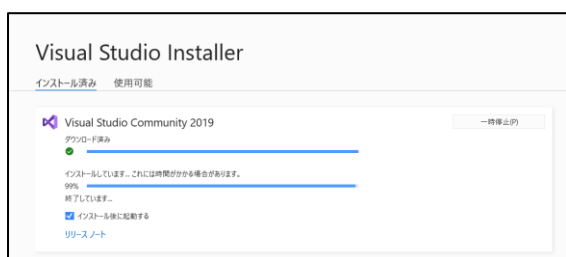 Visual Studio Installer
インストール済み 使用可能
Visual Studio Community 2019
一時停止(P)
ダウンロード済み
インストールしています... これには時間がかかる場合があります。
99%
終了しています...
インストール後に起動する
リリース ノート